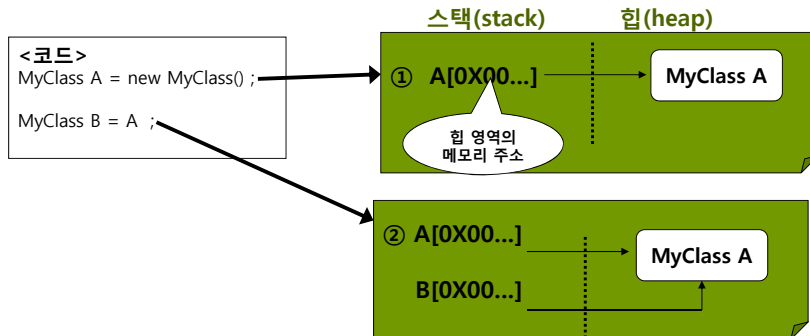 스택(stack)
힙(heap)
<코드>
MyClass A = new MyClass() ;
MyClass B = A  ;
① A[0X00...]
MyClass A
힙 영역의
메모리 주소
② A[0X00...]
MyClass A
B[0X00...]